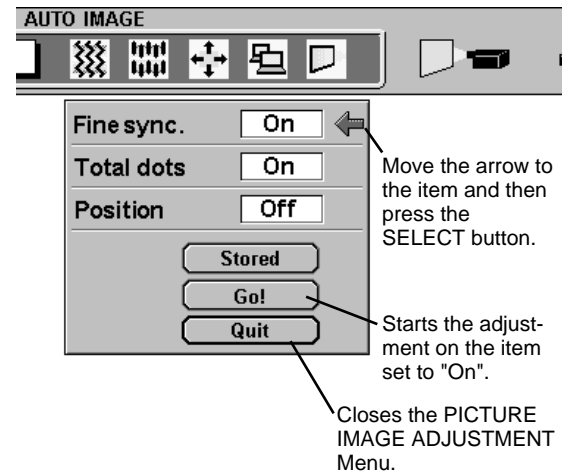 AUTO IMAGE
Fine sync. On
Total dots On
Position Off
Stored
Go!
Quit
Move the arrow to
the item and then
press the
SELECT button.
Starts the adjust-
ment on the item
set to "On".
Closes the PICTURE
IMAGE ADJUSTMENT
Menu.